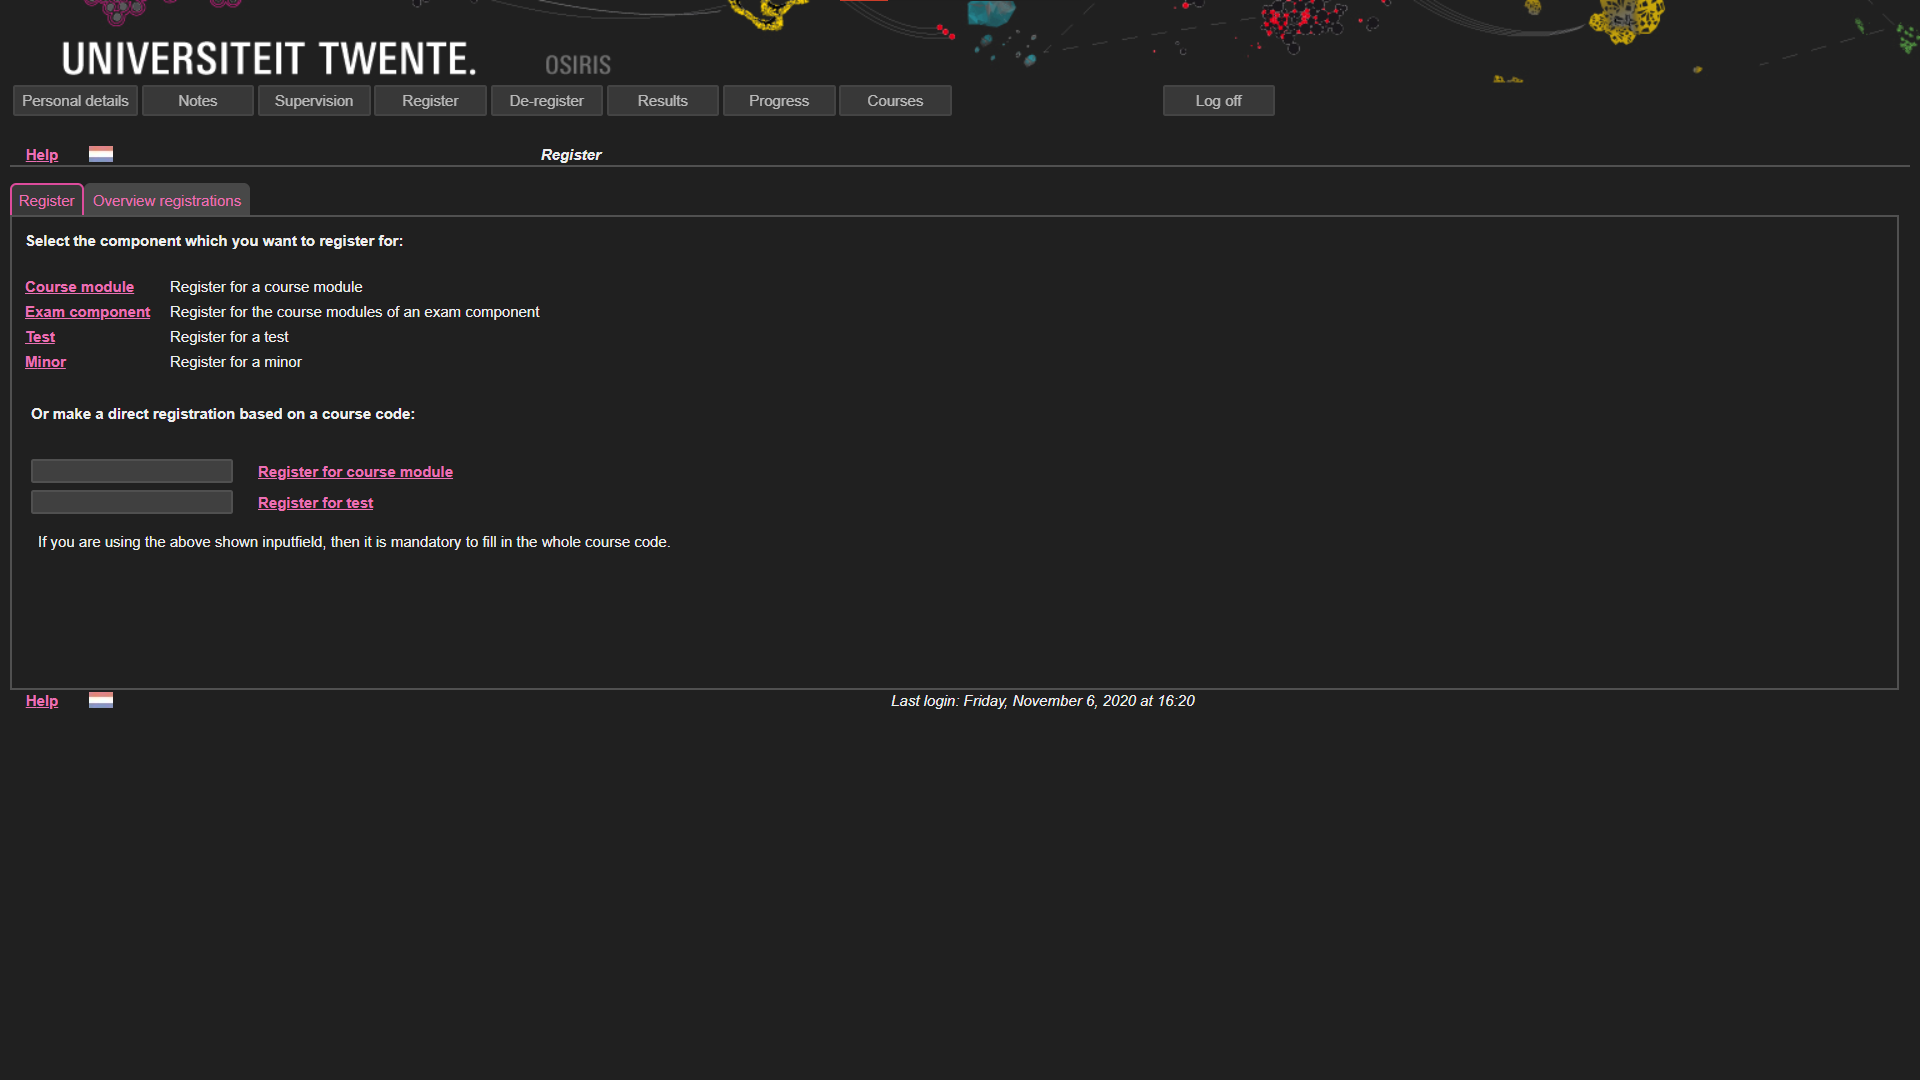 UNIVERSITEIT TWENTE. OSIRIS
Personal details Notes Supervision Register De-register Results Progress Courses Log off
Help Register
Register Overview registrations
Select the component which you want to register for:
Course module Register for a course module
Exam component Register for the course modules of an exam component
Test Register for a test
Minor Register for a minor
Or make a direct registration based on a course code:
Register for course module
Register for test
If you are using the above shown inputfield, then it is mandatory to fill in the whole course code.
Help Last login: Friday, November 6, 2020 at 16:20